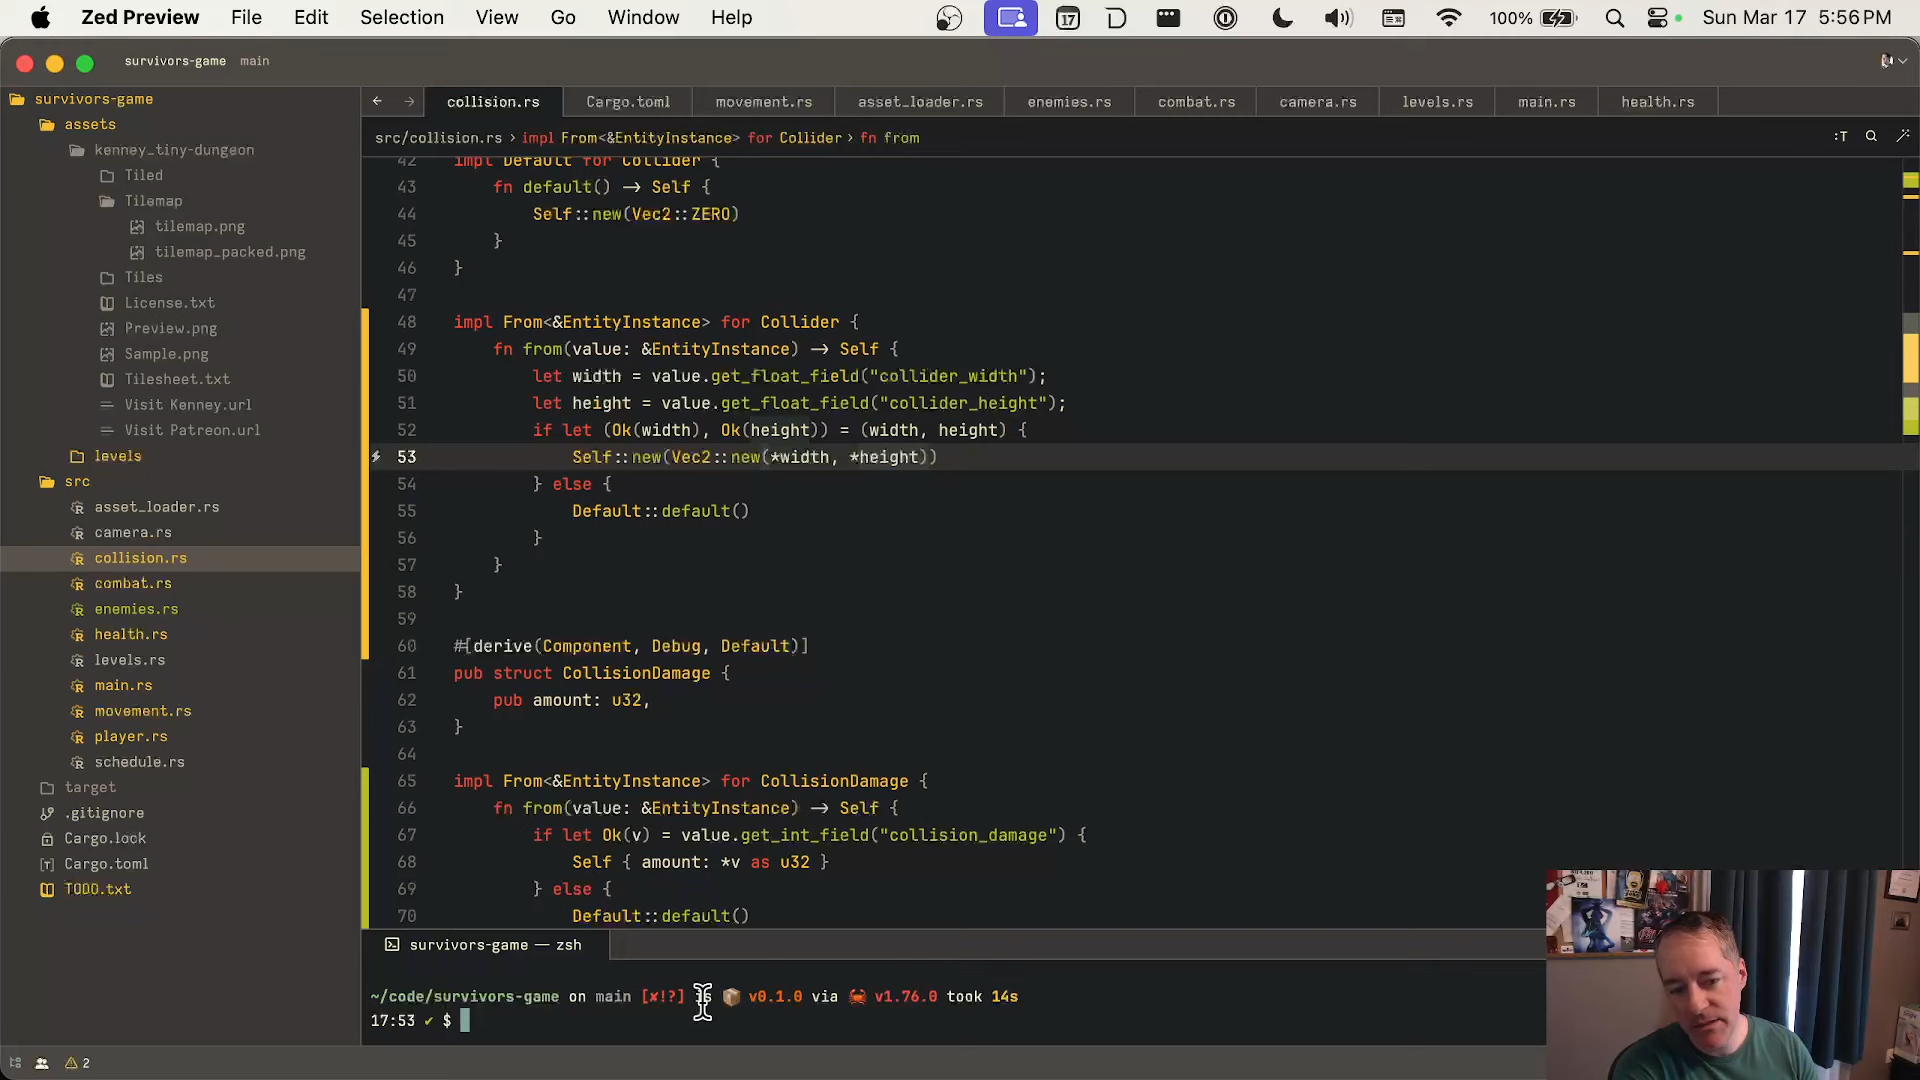 Zed Preview File Edit Selection View Go Window Help 17 100% Sun Mar 17 5:56 PM
survivors-game main
survivors-game
assets
kenney_tiny-dungeon
Tiled
Tilemap
tilemap.png
tilemap_packed.png
Tiles
License.txt
Preview.png
Sample.png
Tilesheet.txt
Visit Kenney.url
Visit Patreon.url
levels
src
asset_loader.rs
camera.rs
collision.rs
combat.rs
enemies.rs
health.rs
levels.rs
main.rs
movement.rs
player.rs
schedule.rs
target
.gitignore
Cargo.lock
Cargo.toml
TODO.txt
2
← → collision.rs Cargo.toml movement.rs asset_loader.rs enemies.rs combat.rs camera.rs levels.rs main.rs health.rs
src/collision.rs › impl From<&EntityInstance> for Collider › fn from
42 impl Default for Collider {
43 fn default() → Self {
44 Self::new(Vec2::ZERO)
45 }
46 }
47
48 impl From<&EntityInstance> for Collider {
49 fn from(value: &EntityInstance) → Self {
50 let width = value.get_float_field("collider_width");
51 let height = value.get_float_field("collider_height");
52 if let (Ok(width), Ok(height)) = (width, height) {
53 Self::new(Vec2::new(*width, *height))
54 } else {
55 Default::default()
56 }
57 }
58 }
59
60 #[derive(Component, Debug, Default)]
61 pub struct CollisionDamage {
62 pub amount: u32,
63 }
64
65 impl From<&EntityInstance> for CollisionDamage {
66 fn from(value: &EntityInstance) → Self {
67 if let Ok(v) = value.get_int_field("collision_damage") {
68 Self { amount: *v as u32 }
69 } else {
70 Default::default()
survivors-game — zsh
~/code/survivors-game on main [✘!?] is 📦 v0.1.0 via 🦀 v1.76.0 took 14s
17:53 ✔ $